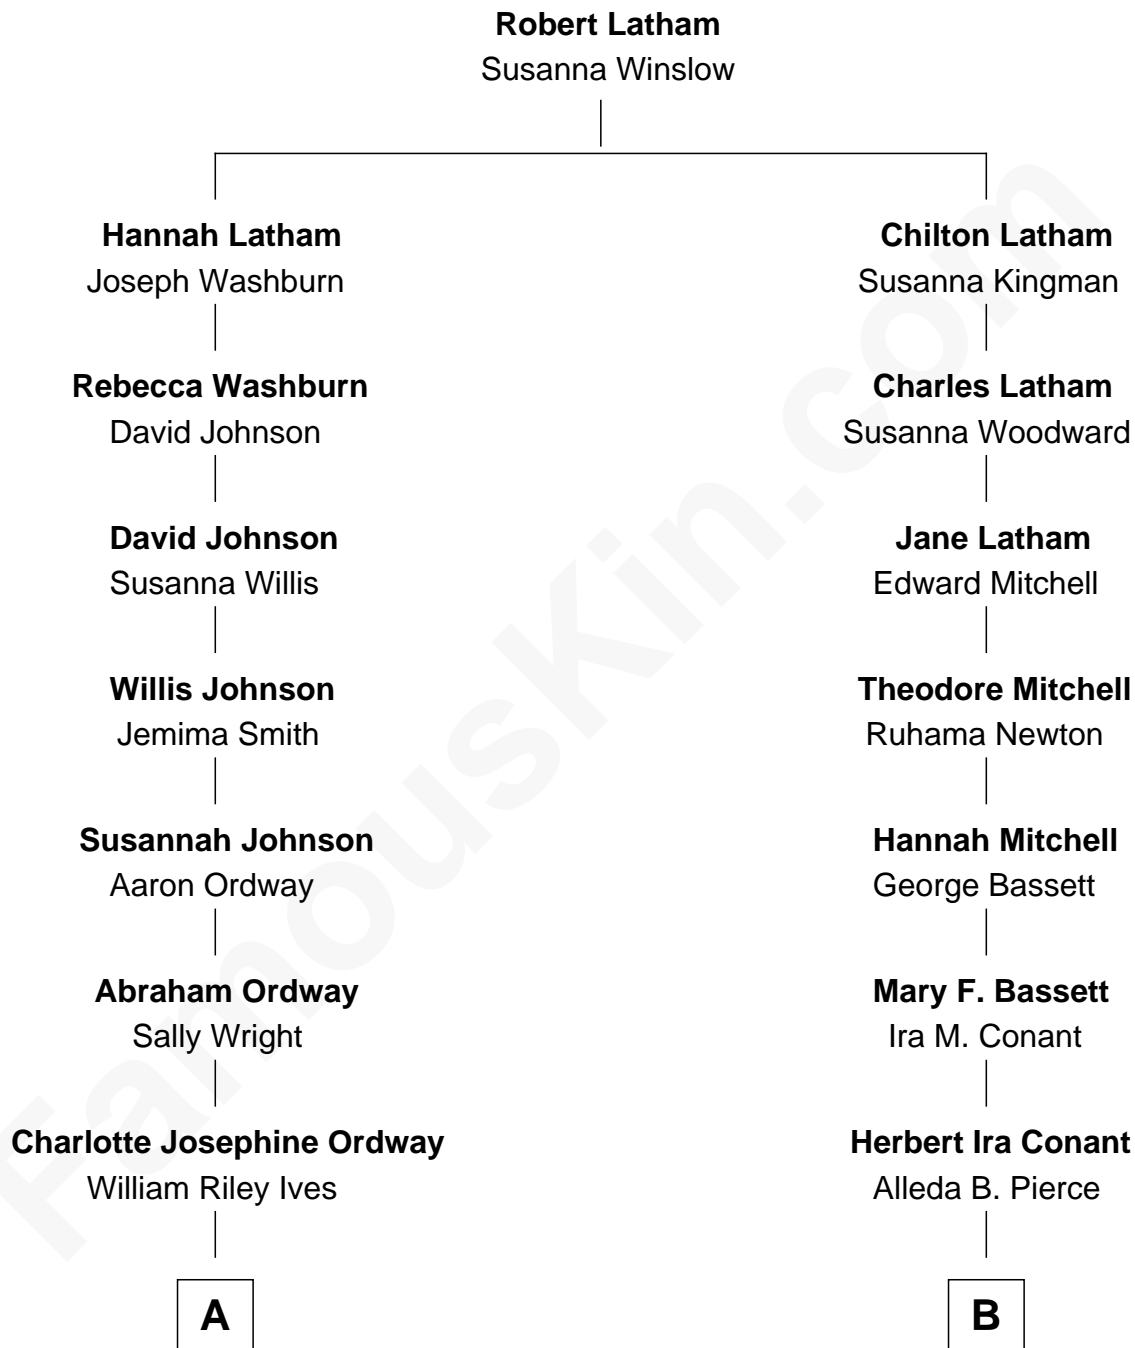 Robert Latham
Susanna Winslow
Hannah Latham
Joseph Washburn
Chilton Latham
Susanna Kingman
Rebecca Washburn
David Johnson
Charles Latham
Susanna Woodward
David Johnson
Susanna Willis
Jane Latham
Edward Mitchell
Willis Johnson
Jemima Smith
Theodore Mitchell
Ruhama Newton
Susannah Johnson
Aaron Ordway
Hannah Mitchell
George Bassett
Abraham Ordway
Sally Wright
Mary F. Bassett
Ira M. Conant
Charlotte Josephine Ordway
William Riley Ives
Herbert Ira Conant
Alleda B. Pierce
A
B
FamousKin.com